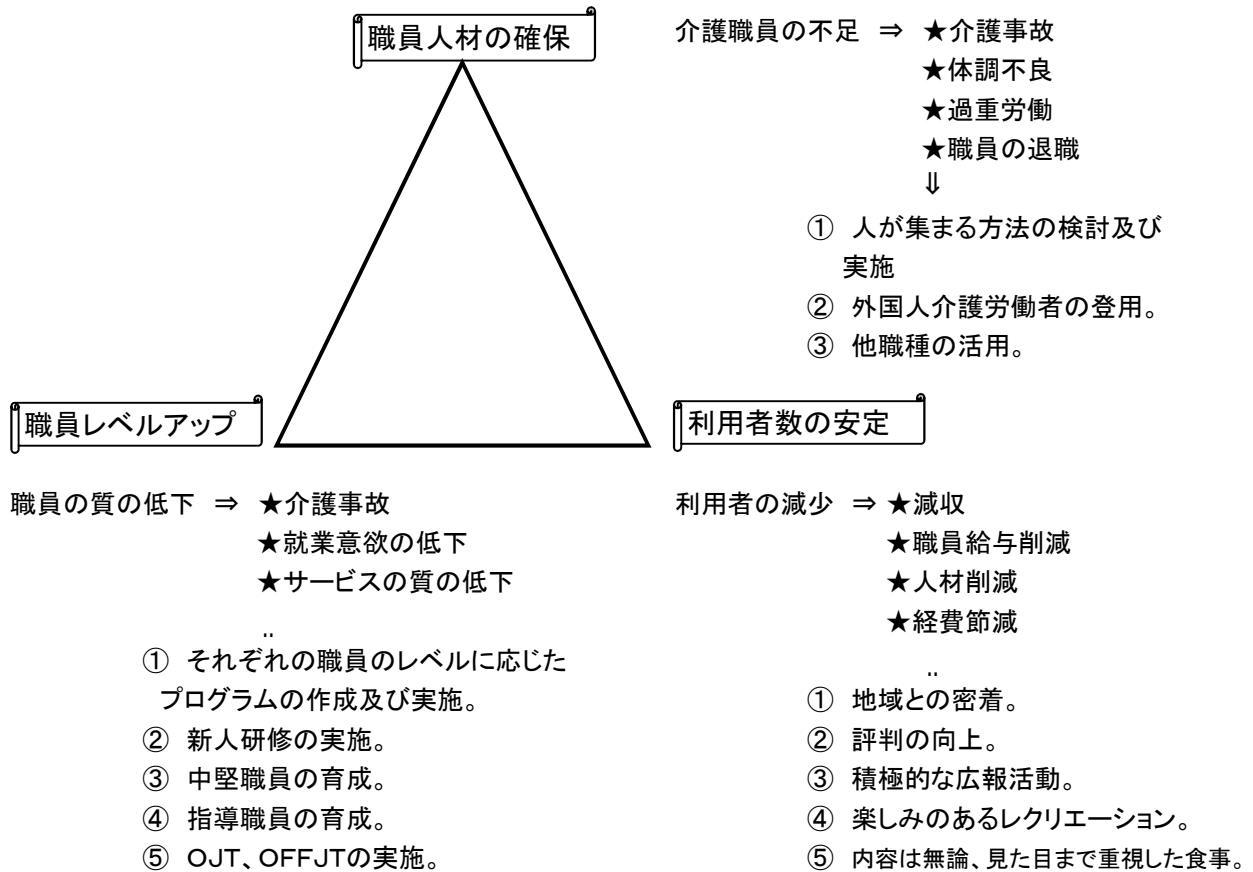 職員人材の確保
介護職員の不足 ⇒ ★介護事故
★体調不良
★過重労働
★職員の退職
⇓
① 人が集まる方法の検討及び
実施
② 外国人介護労働者の登用。
③ 他職種の活用。
職員レベルアップ
利用者数の安定
職員の質の低下 ⇒ ★介護事故
★就業意欲の低下
★サービスの質の低下
‥
① それぞれの職員のレベルに応じた
プログラムの作成及び実施。
② 新人研修の実施。
③ 中堅職員の育成。
④ 指導職員の育成。
⑤ OJT、OFFJTの実施。
利用者の減少 ⇒ ★減収
★職員給与削減
★人材削減
★経費節減
‥
① 地域との密着。
② 評判の向上。
③ 積極的な広報活動。
④ 楽しみのあるレクリエーション。
⑤ 内容は無論、見た目まで重視した食事。